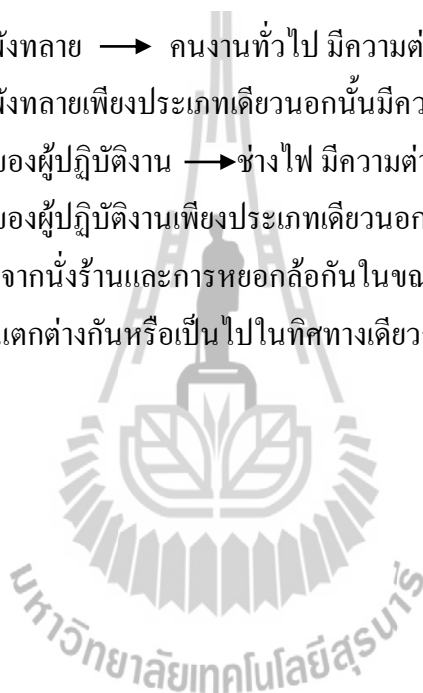 ังทลาย → คนงานทั่วไป มีความต่
ังทลายเพียงประเภทเดียวนอกนั้นมีคว
ของผู้ปฏิบัติงาน →ช่างไฟ มีความต่า
ของผู้ปฏิบัติงานเพียงประเภทเดียวนอก
จากนั่งร้านและการหยอกล้อกันในขณ
แตกต่างกันหรือเป็นไปในทิศทางเดียวก
มหาวิทยาลัยเทคโนโลยีสุรนารี